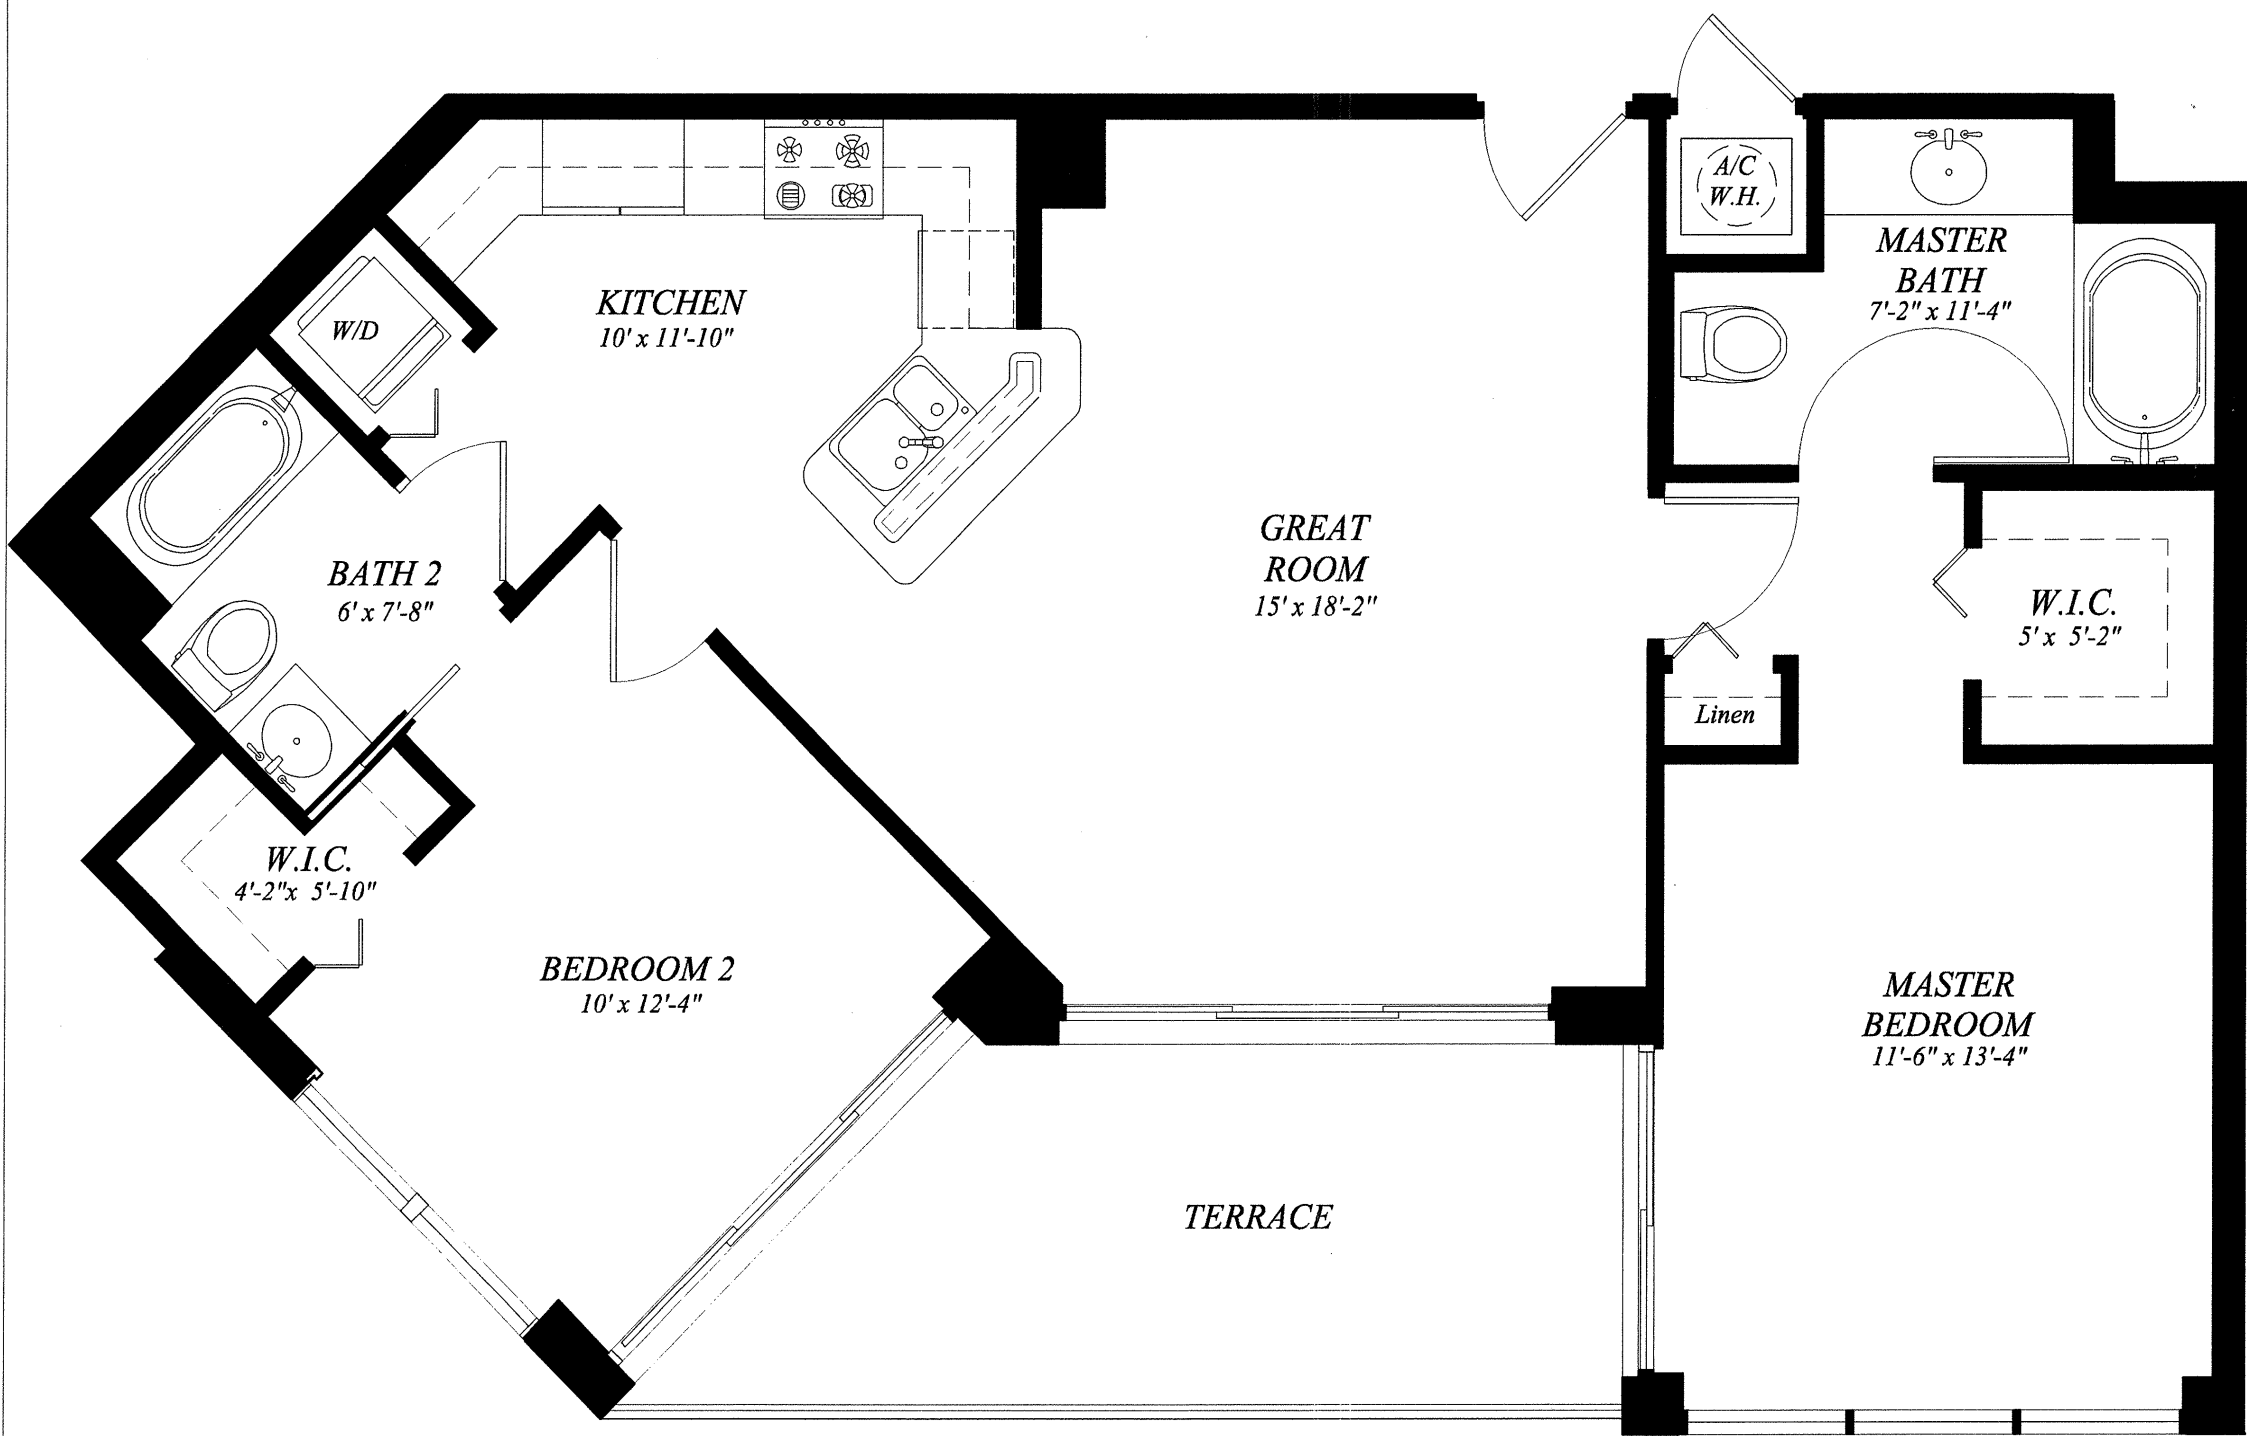 A/C
W.H.
MASTER
BATH
7'-2" x 11'-4"
KITCHEN
10' x 11'-10"
W/D
GREAT
ROOM
15' x 18'-2"
BATH 2
6' x 7'-8"
W.I.C.
5' x 5'-2"
Linen
W.I.C.
4'-2"x 5'-10"
BEDROOM 2
10' x 12'-4"
MASTER
BEDROOM
11'-6" x 13'-4"
TERRACE